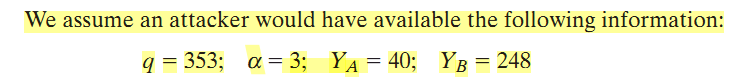 We assume an attacker would have available the following information:
q = 353; α = 3; Y_A = 40; Y_B = 248